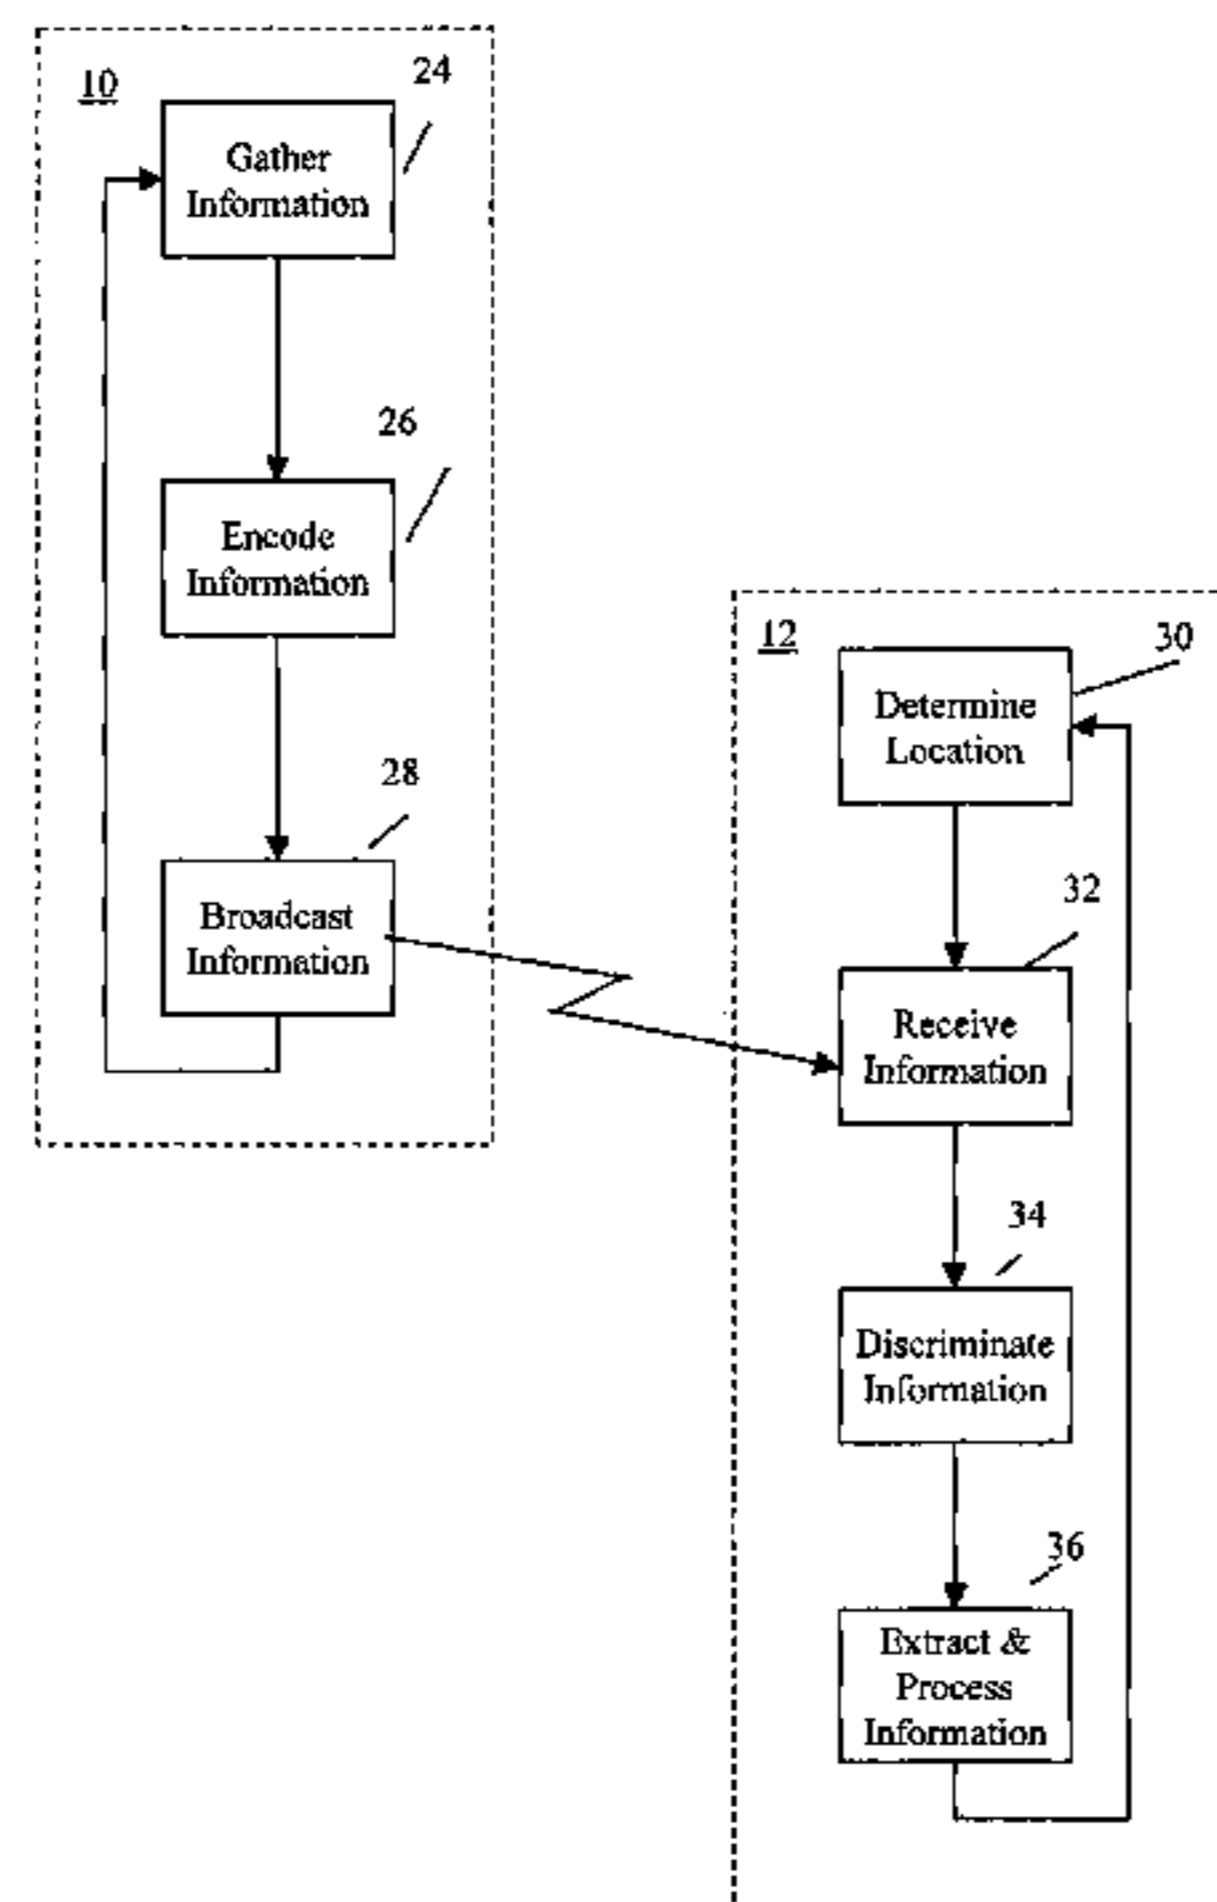 10
24
Gather
Information
26
Encode
Information
28
Broadcast
Information
12
30
Determine
Location
32
Receive
Information
34
Discriminate
Information
36
Extract &
Process
Information